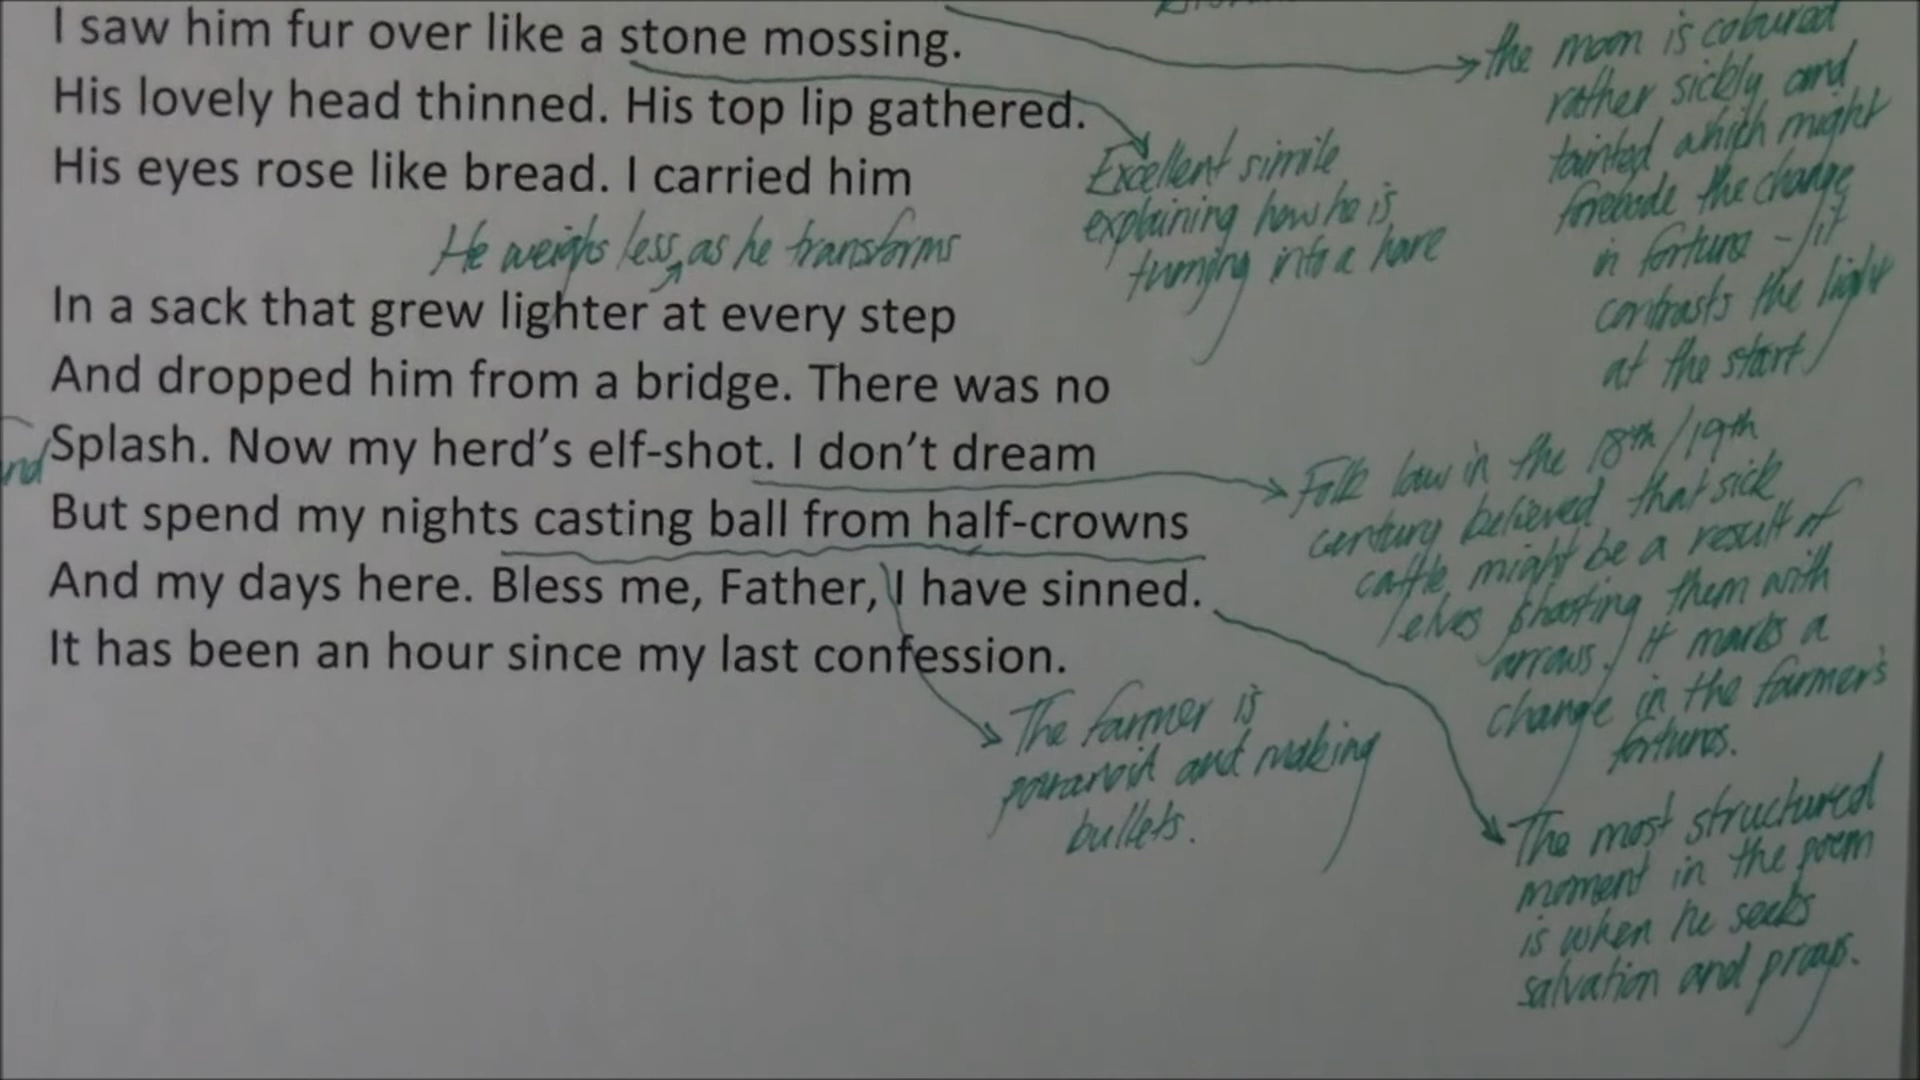 I saw him fur over like a stone mossing.
His lovely head thinned. His top lip gathered.
His eyes rose like bread. I carried him
In a sack that grew lighter at every step
And dropped him from a bridge. There was no
Splash. Now my herd's elf-shot. I don't dream
But spend my nights casting ball from half-crowns
And my days here. Bless me, Father, I have sinned.
It has been an hour since my last confession.
He weighs less as he transforms
Excellent simile
explaining how he is
turning into a hare
the moon is coloured
rather sickly and
tainted which might
forebode the change
in fortune - it
contrasts the light
at the start
Folk law in the 18th/19th
century believed that sick
cattle might be a result of
elves shooting them with
arrows. It marks a
change in the farmer's
fortunes.
The farmer is
paranoid and making
bullets.
The most structured
moment in the poem
is when he seeks
salvation and prays.